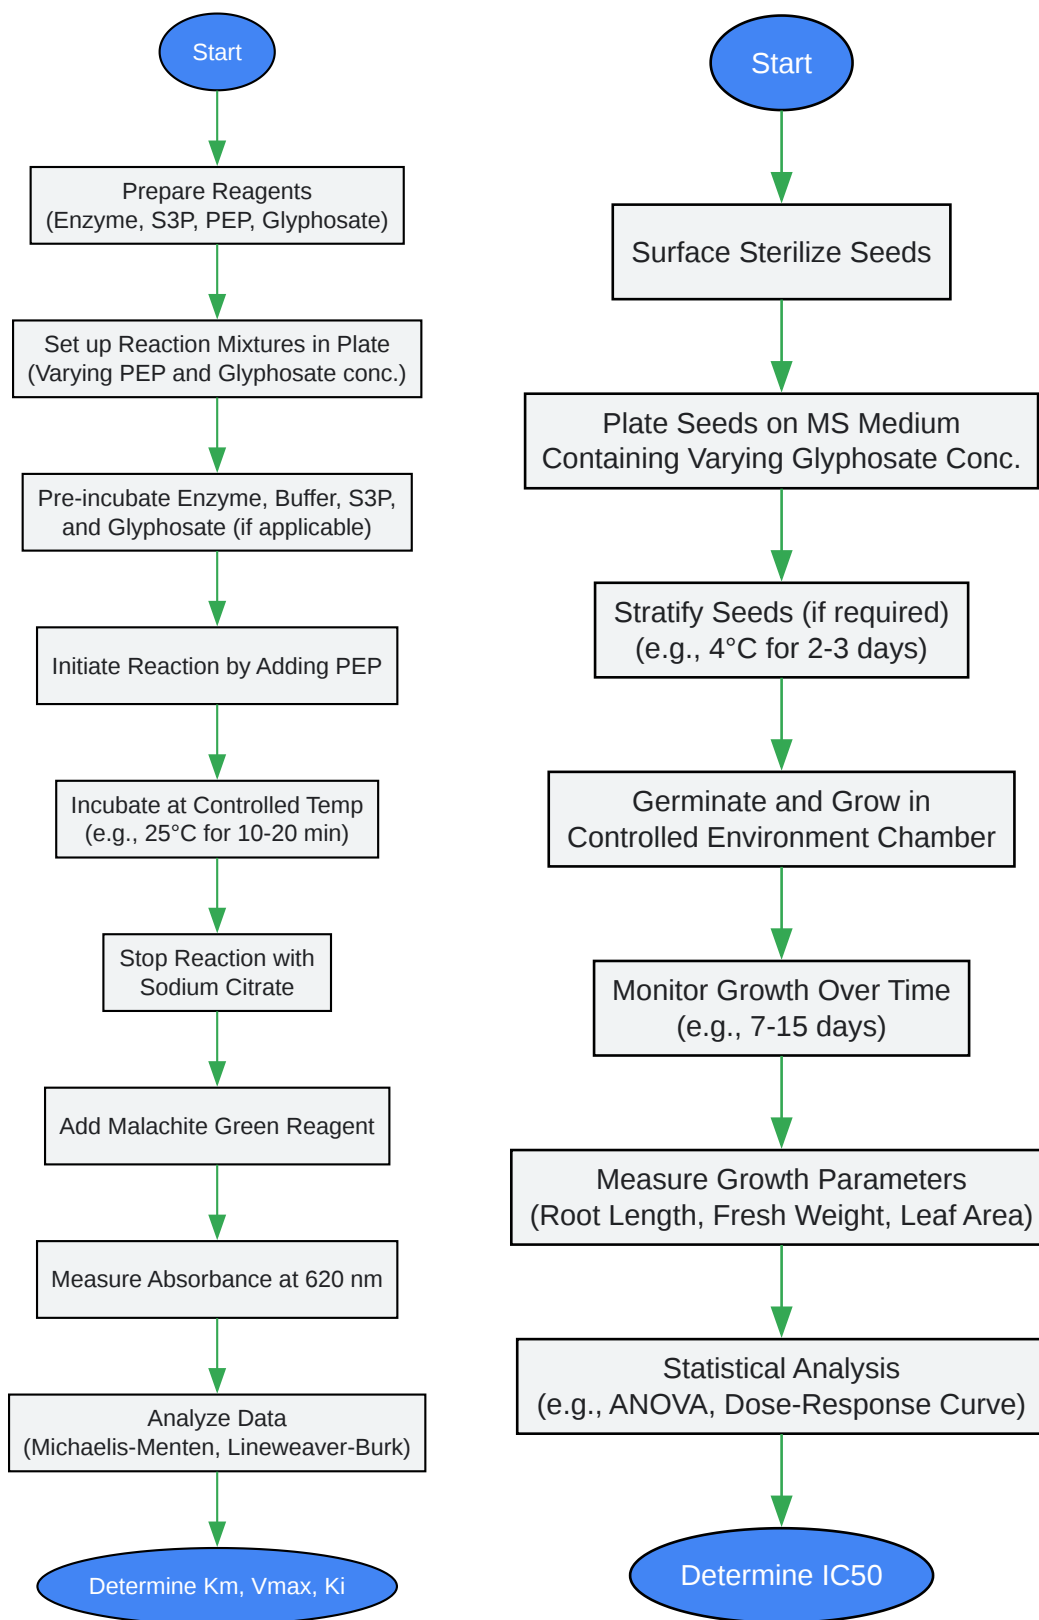 Start
Prepare Reagents
(Enzyme, S3P, PEP, Glyphosate)
Set up Reaction Mixtures in Plate
(Varying PEP and Glyphosate conc.)
Pre-incubate Enzyme, Buffer, S3P,
and Glyphosate (if applicable)
Initiate Reaction by Adding PEP
Incubate at Controlled Temp
(e.g., 25°C for 10-20 min)
Stop Reaction with
Sodium Citrate
Add Malachite Green Reagent
Measure Absorbance at 620 nm
Analyze Data
(Michaelis-Menten, Lineweaver-Burk)
Determine Km, Vmax, Ki
Start
Surface Sterilize Seeds
Plate Seeds on MS Medium
Containing Varying Glyphosate Conc.
Stratify Seeds (if required)
(e.g., 4°C for 2-3 days)
Germinate and Grow in
Controlled Environment Chamber
Monitor Growth Over Time
(e.g., 7-15 days)
Measure Growth Parameters
(Root Length, Fresh Weight, Leaf Area)
Statistical Analysis
(e.g., ANOVA, Dose-Response Curve)
Determine IC50